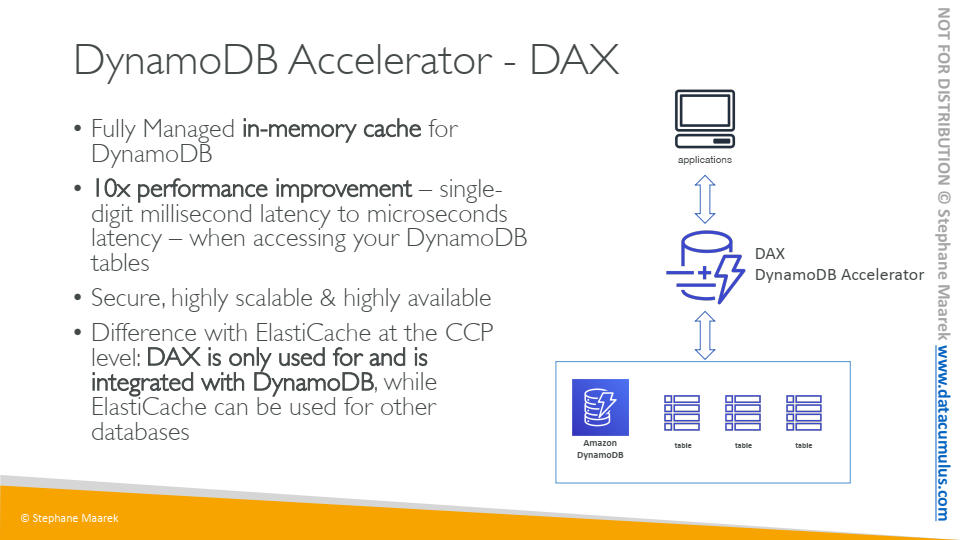 DynamoDB Accelerator - DAX
• Fully Managed in-memory cache for
DynamoDB
• 10x performance improvement – single-
digit millisecond latency to microseconds
latency – when accessing your DynamoDB
tables
• Secure, highly scalable & highly available
• Difference with ElastiCache at the CCP
level: DAX is only used for and is
integrated with DynamoDB, while
ElastiCache can be used for other
databases
applications
DAX
DynamoDB Accelerator
Amazon
DynamoDB
table
table
table
NOT FOR DISTRIBUTION © Stephane Maarek www.datacumulus.com
© Stephane Maarek